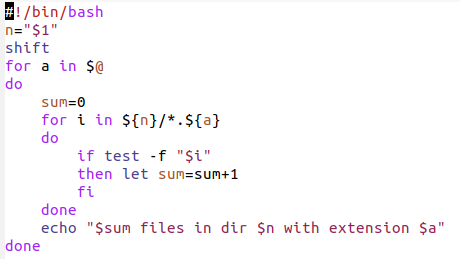 #!/bin/bash
n="$1"
shift
for a in $@
do
    sum=0
    for i in ${n}/*.${a}
    do
        if test -f "$i"
        then let sum=sum+1
        fi
    done
    echo "$sum files in dir $n with extension $a"
done